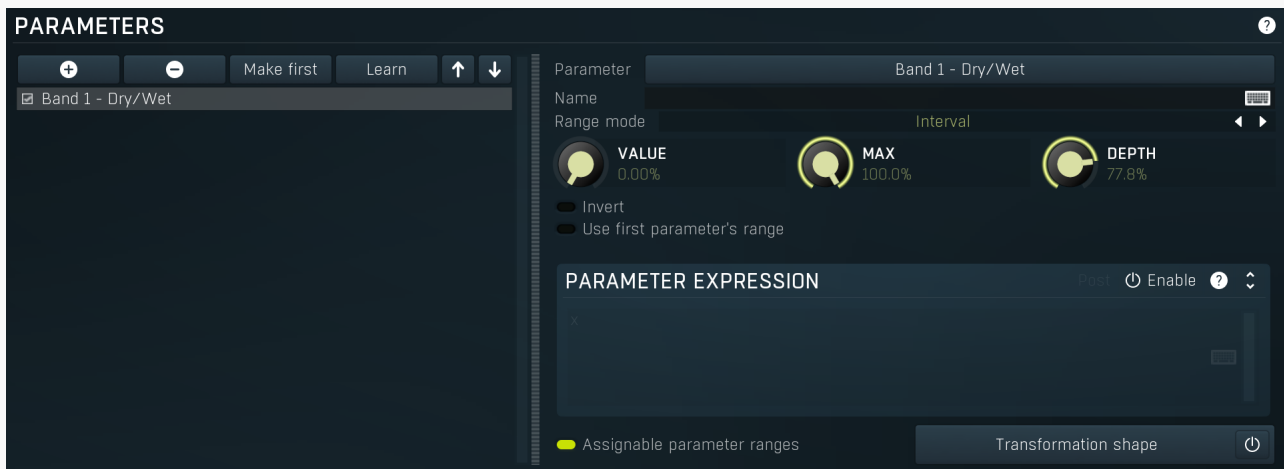 PARAMETERS
Make first Learn
Band 1 - Dry/Wet
Parameter Band 1 - Dry/Wet
Name
Range mode Interval
VALUE MAX DEPTH
0.00% 100.0% 77.8%
Invert
Use first parameter's range
PARAMETER EXPRESSION Post Enable ?
x
Assignable parameter ranges Transformation shape